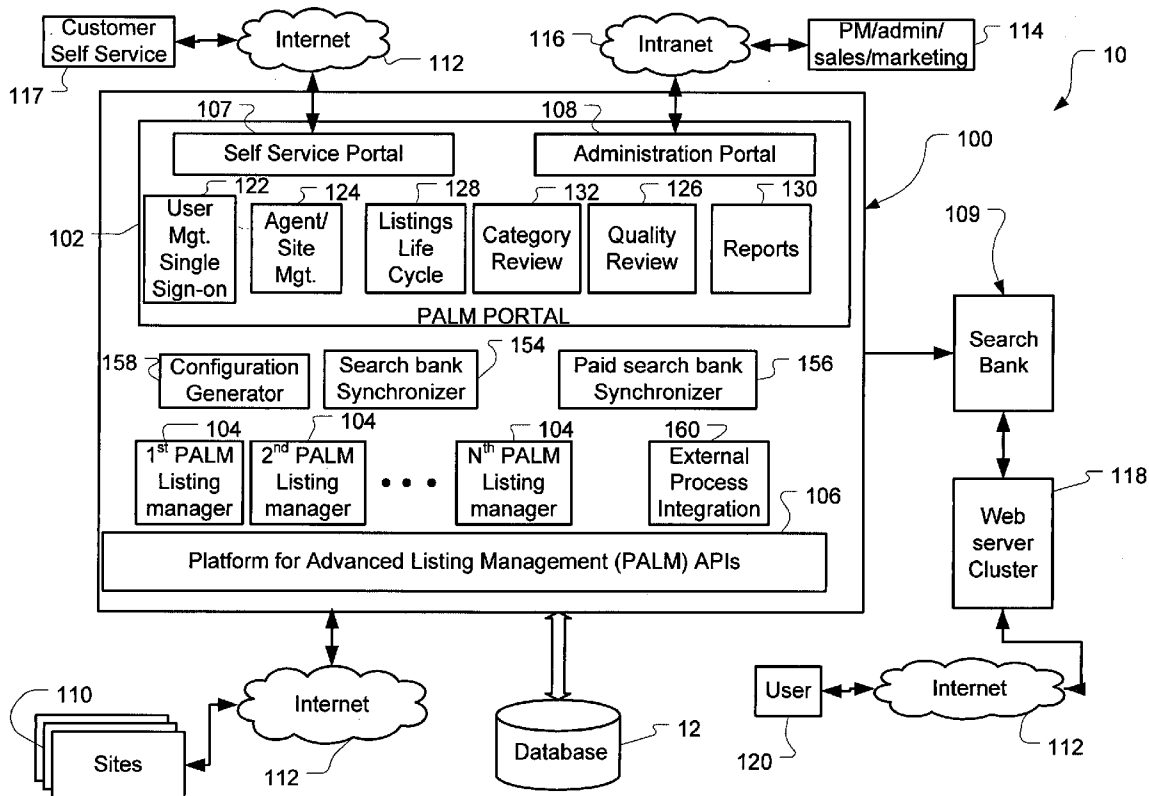 Customer
Self Service
117
Internet
112
116
Intranet
PM/admin/
sales/marketing
114
10
107
Self Service Portal
108
Administration Portal
100
102
122
User
Mgt.
Single
Sign-on
124
Agent/
Site
Mgt.
128
Listings
Life
Cycle
132
Category
Review
126
Quality
Review
130
Reports
PALM PORTAL
109
Search
Bank
158
Configuration
Generator
Search bank
Synchronizer
154
Paid search bank
Synchronizer
156
104
1st PALM
Listing
manager
104
2nd PALM
Listing
manager
• • •
104
Nth PALM
Listing
manager
160
External
Process
Integration
106
Platform for Advanced Listing Management (PALM) APIs
118
Web
server
Cluster
110
Sites
Internet
112
Database
12
User
120
Internet
112